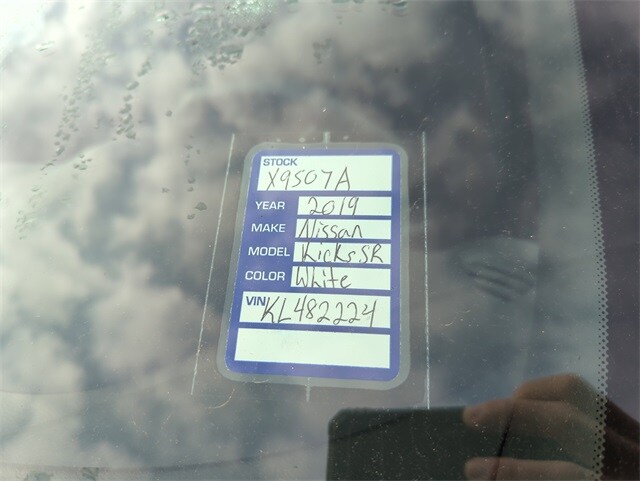 STOCK
X9507A
YEAR 2019
MAKE Nissan
MODEL Kicks SR
COLOR White
VIN KL482224